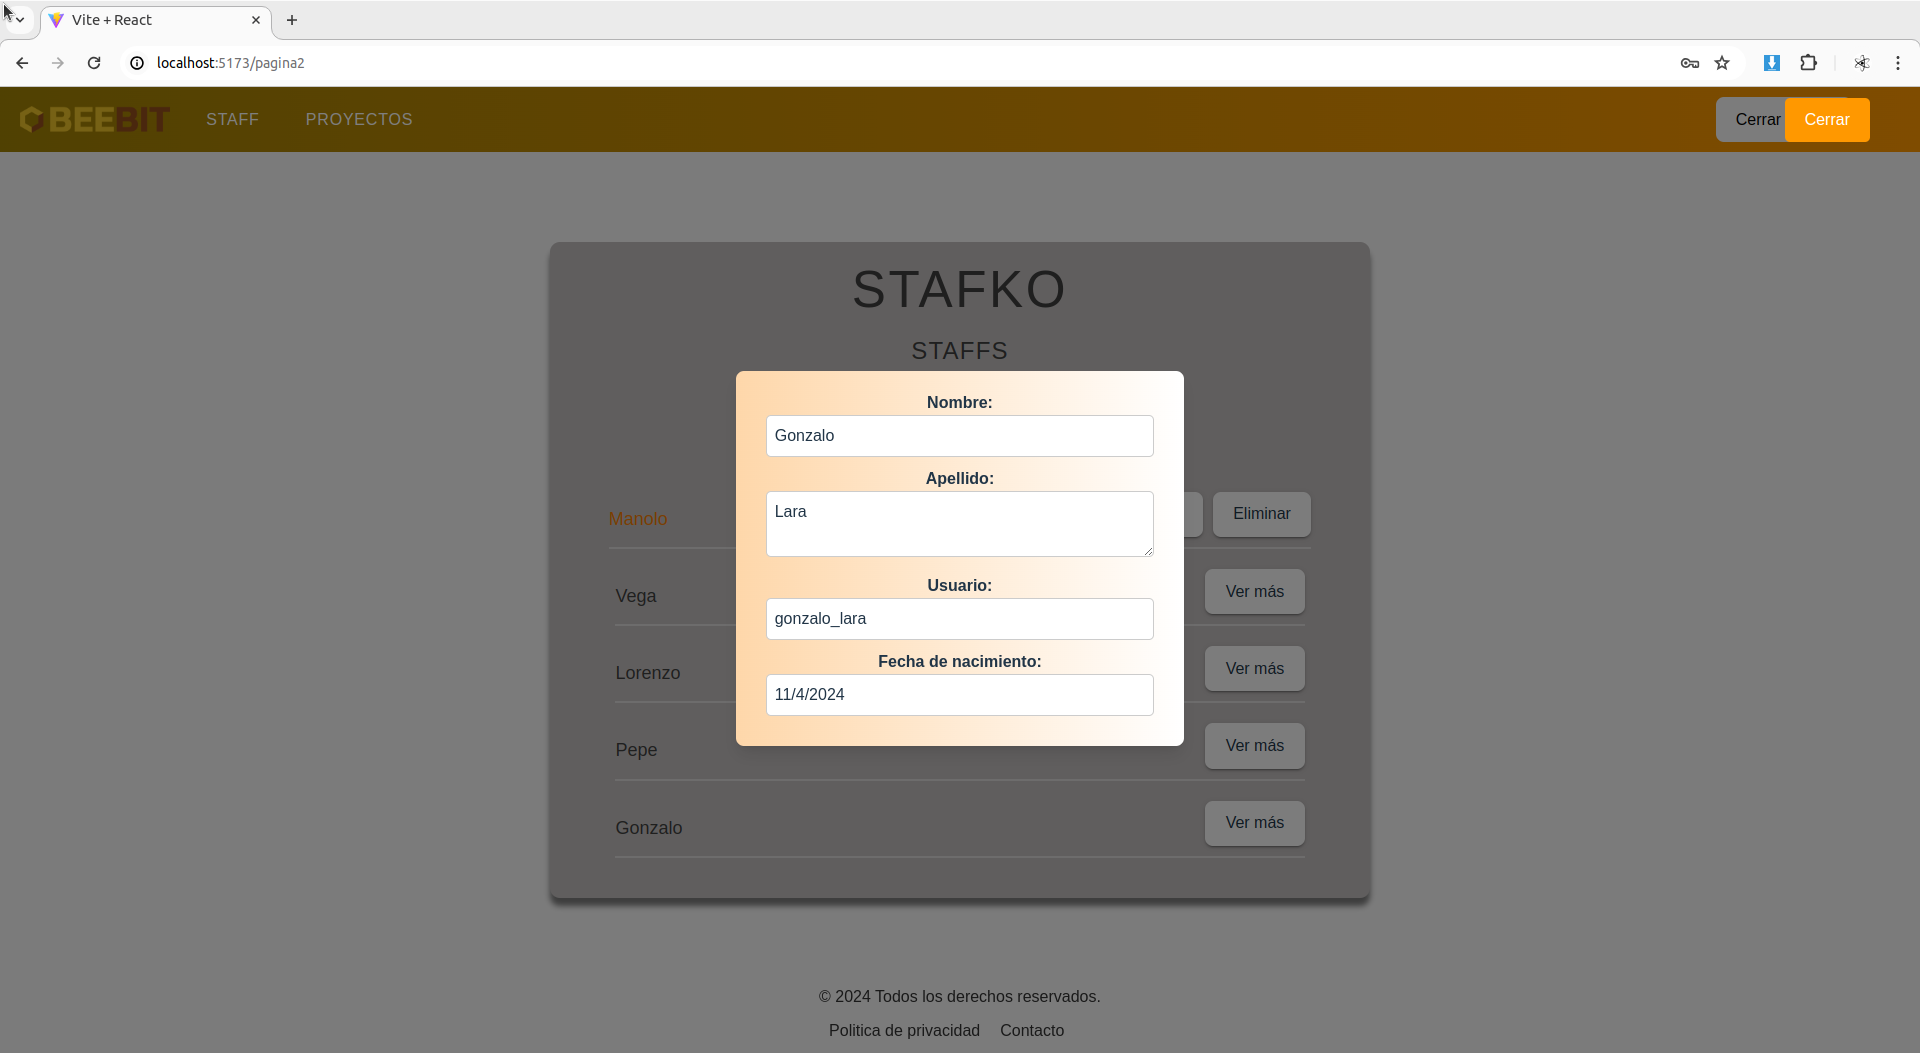 Vite + React
localhost:5173/pagina2
BEEBIT STAFF PROYECTOS Cerrar Cerrar
STAFKO
STAFFS
Nombre:
Gonzalo
Apellido:
Lara
Usuario:
gonzalo_lara
Fecha de nacimiento:
11/4/2024
Manolo Eliminar
Vega Ver más
Lorenzo Ver más
Pepe Ver más
Gonzalo Ver más
© 2024 Todos los derechos reservados.
Politica de privacidad Contacto